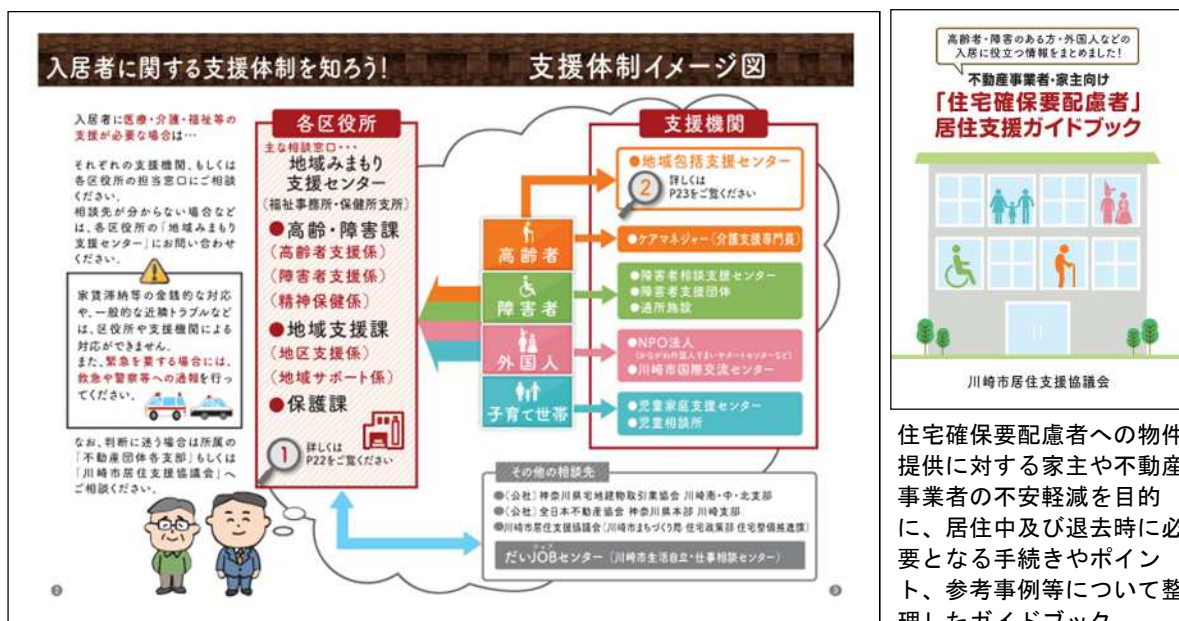 入居者に関する支援体制を知ろう!
支援体制イメージ図
入居者に医療・介護・福祉等の
支援が必要な場合は…
それぞれの支援機関、もしくは
各区役所の担当窓口にご相談
ください。
相談先が分からない場合など
は、各区役所の「地域みまもり
支援センター」にお問い合わせ
ください。
家賃滞納等の金銭的な対応
や、一般的な近隣トラブルなど
は、区役所や支援機関による
対応ができません。
また、緊急を要する場合には、
救急や警察等への通報を行っ
てください。
なお、判断に迷う場合は所属の
「不動産団体各支部」もしくは
「川崎市居住支援協議会」へ
ご相談ください。
各区役所
主な相談窓口・・・
地域みまもり
支援センター
(福祉事務所・保健所支所)
●高齢・障害課
(高齢者支援係)
(障害者支援係)
(精神保健係)
●地域支援課
(地区支援係)
(地域サポート係)
●保護課
1
詳しくは
P22をご覧ください
高齢者
障害者
外国人
子育て世帯
支援機関
●地域包括支援センター
2
詳しくは
P23をご覧ください
●ケアマネジャー(介護支援専門員)
●障害者相談支援センター
●障害者支援団体
●通所施設
●NPO法人
(かながわ外国人すまいサポートセンターなど)
●川崎市国際交流センター
●児童家庭支援センター
●児童相談所
その他の相談先
●(公社)神奈川県宅地建物取引業協会 川崎南・中・北支部
●(公社)全日本不動産協会 神奈川県本部 川崎支部
●川崎市居住支援協議会(川崎市まちづくり局 住宅政策部 住宅整備推進課)
だいJOBセンター(川崎市生活自立・仕事相談センター)
2
3
高齢者・障害のある方・外国人などの
入居に役立つ情報をまとめました!
不動産事業者・家主向け
「住宅確保要配慮者」
居住支援ガイドブック
川崎市居住支援協議会
住宅確保要配慮者への物件
提供に対する家主や不動産
事業者の不安軽減を目的
に、居住中及び退去時に必
要となる手続きやポイン
ト、参考事例等について整
理したガイドブック